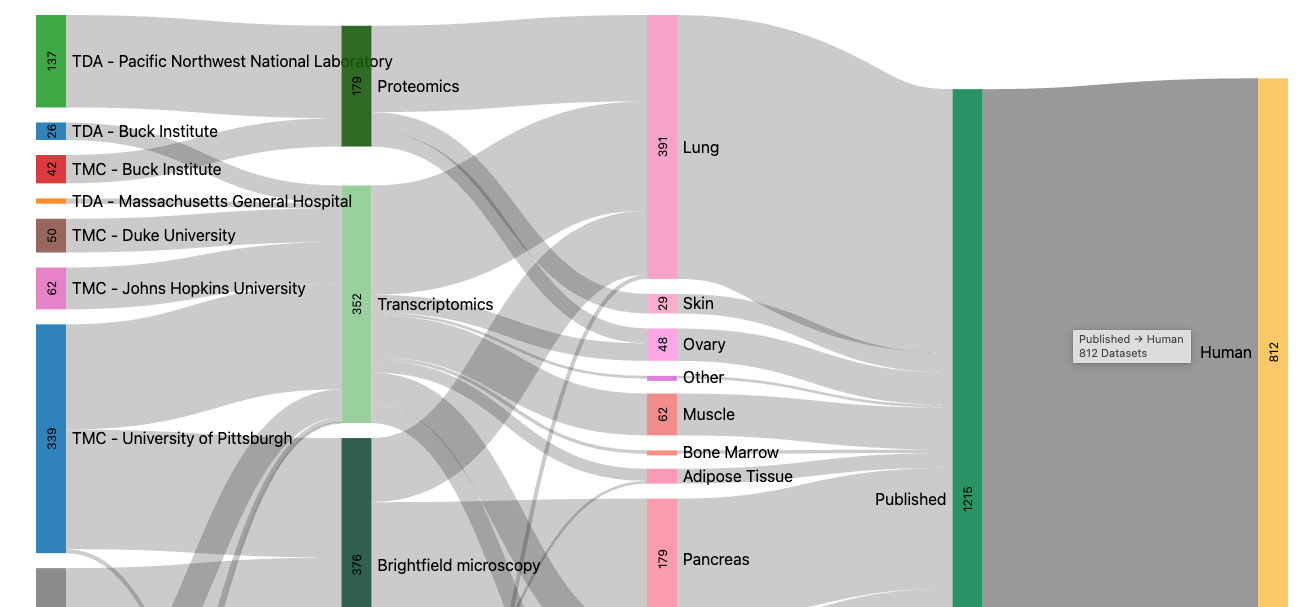 137
TDA - Pacific Northwest National Laboratory
26
TDA - Buck Institute
42
TMC - Buck Institute
TDA - Massachusetts General Hospital
50
TMC - Duke University
62
TMC - Johns Hopkins University
339
TMC - University of Pittsburgh
179
Proteomics
352
Transcriptomics
376
Brightfield microscopy
391
Lung
29
Skin
48
Ovary
Other
62
Muscle
Bone Marrow
Adipose Tissue
179
Pancreas
Published
1215
Published → Human
812 Datasets
Human
812